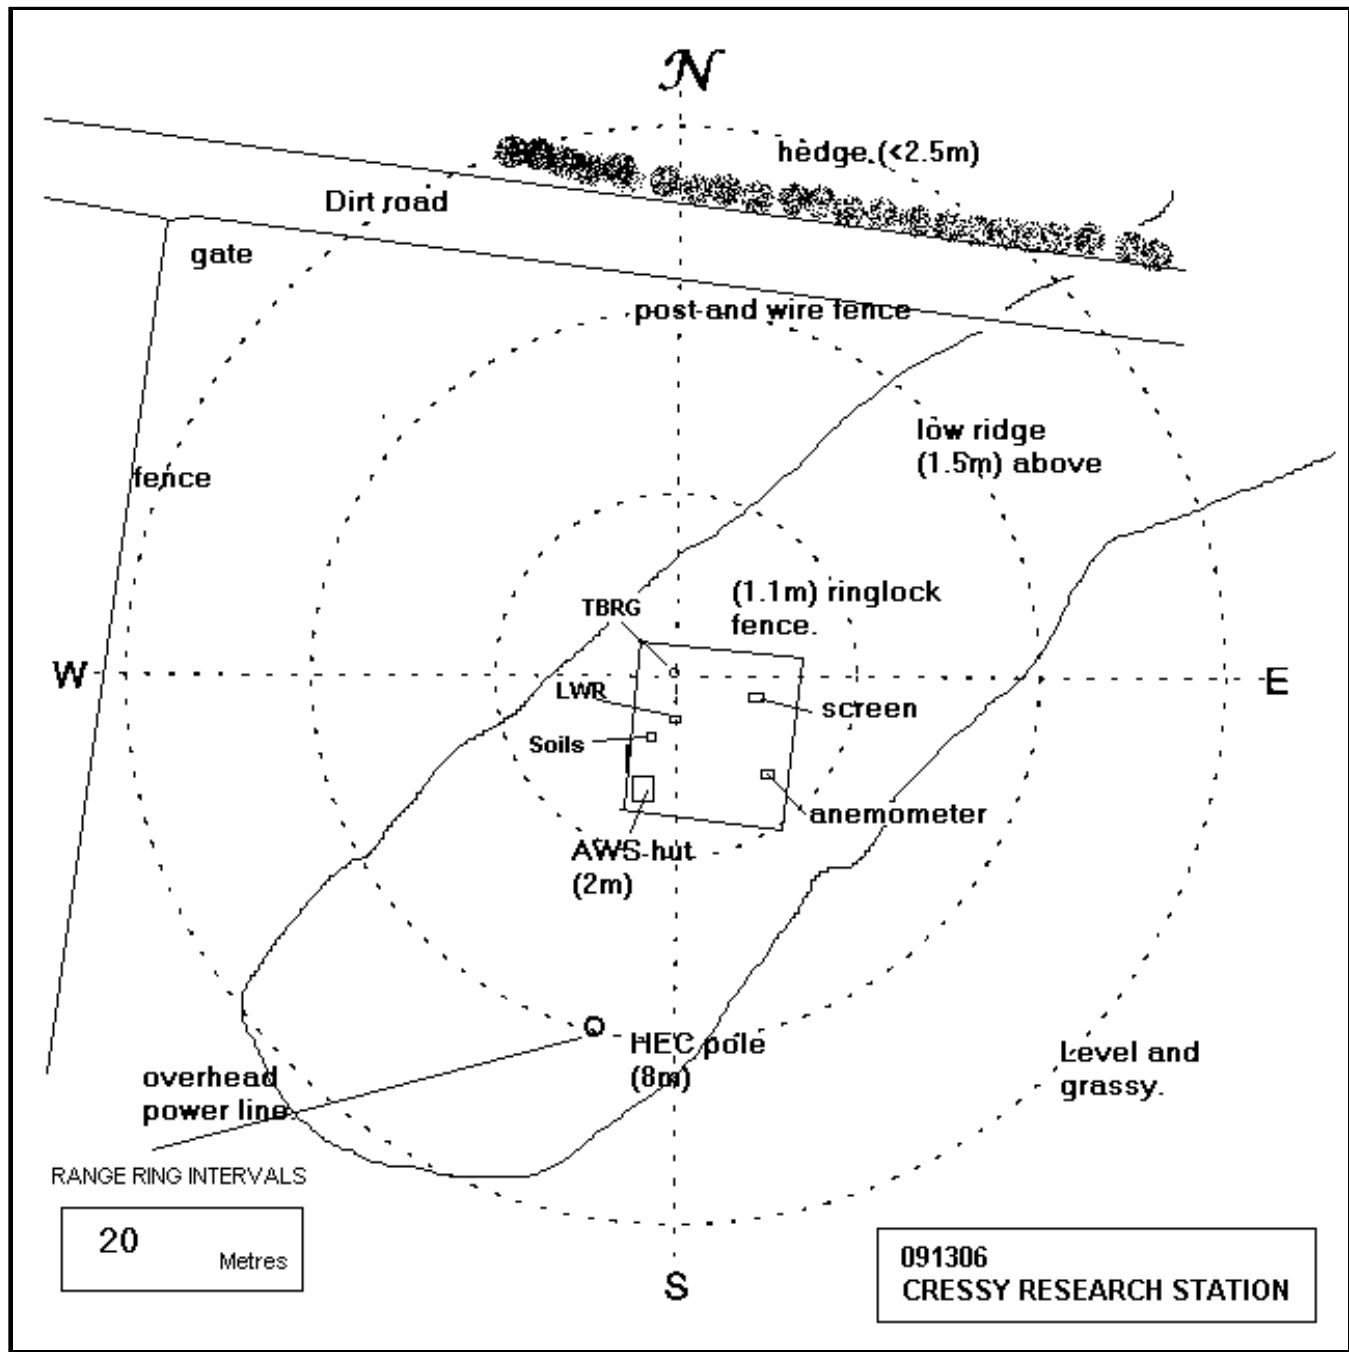 N
hedge (<2.5m)
Dirt road
gate
post and wire fence
low ridge
(1.5m) above
fence
(1.1m) ringlock
fence.
TBRG
W
E
LWR
screen
Soils
anemometer
AWS hut
(2m)
HEC pole
(8m)
Level and
grassy.
overhead
power line
RANGE RING INTERVALS
20 Metres
S
091306
CRESSY RESEARCH STATION